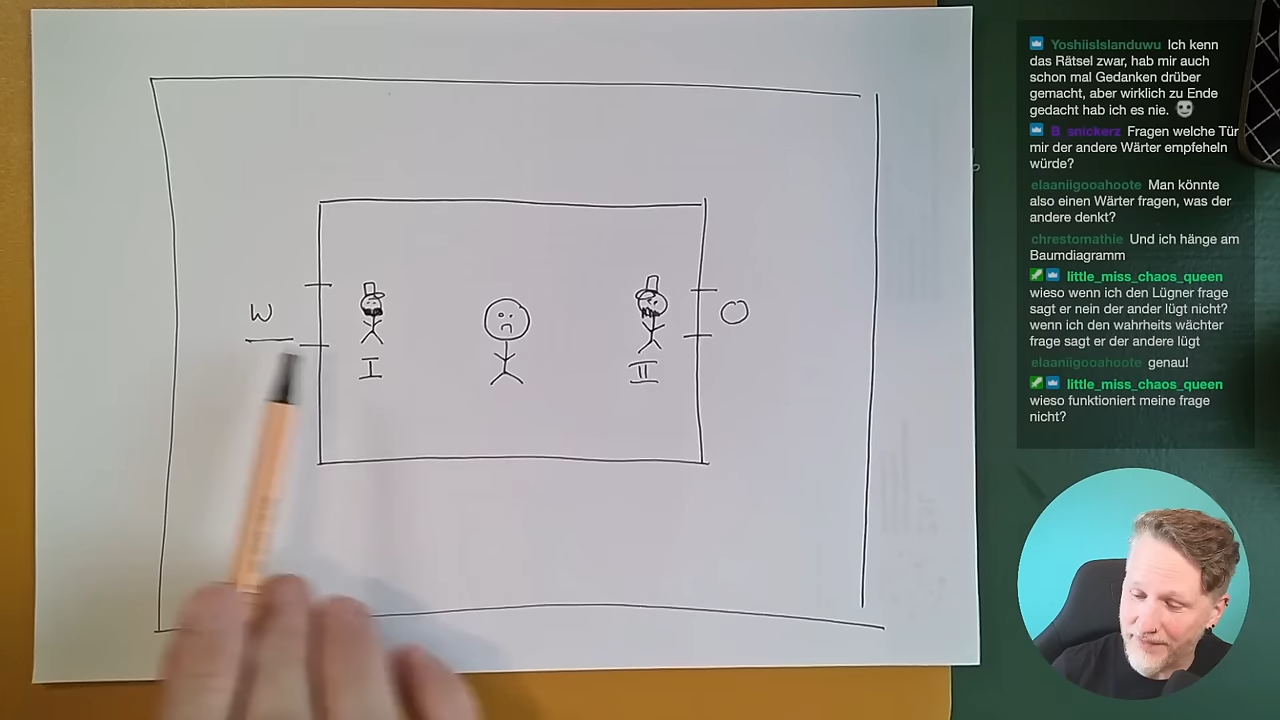 W
O
I
II
YoshiisIslanduwu Ich kenn
das Rätsel zwar, hab mir auch
schon mal Gedanken drüber
gemacht, aber wirklich zu Ende
gedacht hab ich es nie.
B_snickerz Fragen welche Tür
mir der andere Wärter empfeheln
würde?
elaaniigooahoote Man könnte
also einen Wärter fragen, was der
andere denkt?
chrestomathie Und ich hänge am
Baumdiagramm
little_miss_chaos_queen
wieso wenn ich den Lügner frage
sagt er nein der ander lügt nicht?
wenn ich den wahrheits wächter
frage sagt er der andere lügt
elaaniigooahoote genau!
little_miss_chaos_queen
wieso funktioniert meine frage
nicht?